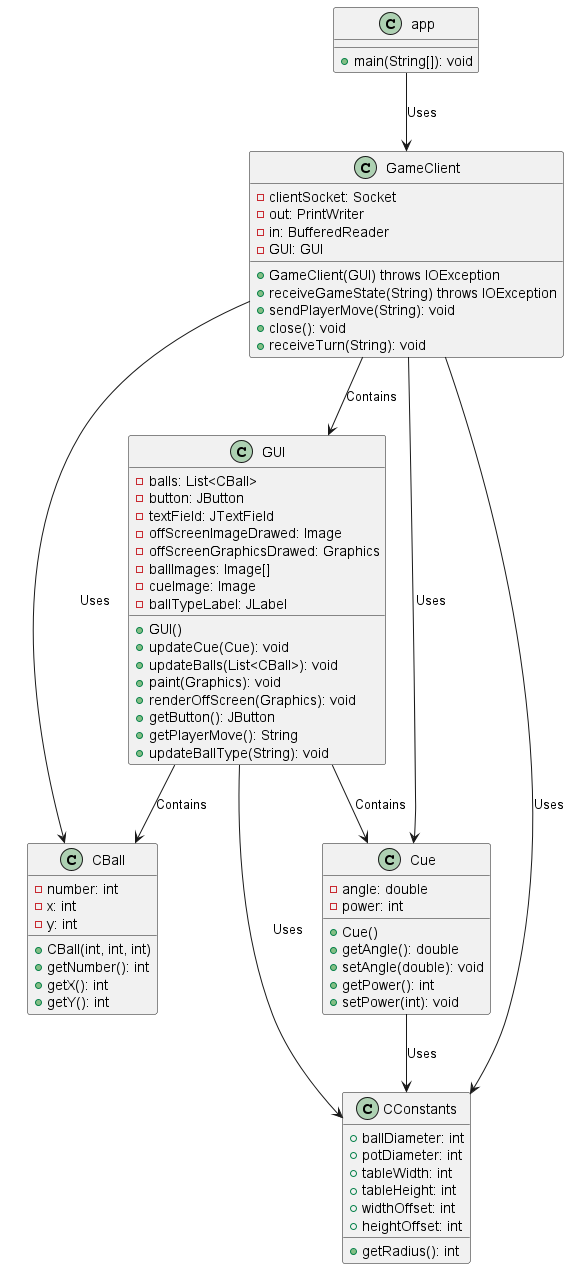 C app
main(String[]): void
Uses
C GameClient
clientSocket: Socket
out: PrintWriter
in: BufferedReader
GUI: GUI
GameClient(GUI) throws IOException
receiveGameState(String) throws IOException
sendPlayerMove(String): void
close(): void
receiveTurn(String): void
Contains
C GUI
balls: List<CBall>
button: JButton
textField: JTextField
offScreenImageDrawed: Image
offScreenGraphicsDrawed: Graphics
ballImages: Image[]
cueImage: Image
ballTypeLabel: JLabel
GUI()
updateCue(Cue): void
updateBalls(List<CBall>): void
paint(Graphics): void
renderOffScreen(Graphics): void
getButton(): JButton
getPlayerMove(): String
updateBallType(String): void
Uses
Uses
Contains
Contains
Uses
C CBall
number: int
x: int
y: int
CBall(int, int, int)
getNumber(): int
getX(): int
getY(): int
Uses
C Cue
angle: double
power: int
Cue()
getAngle(): double
setAngle(double): void
getPower(): int
setPower(int): void
Uses
C CConstants
ballDiameter: int
potDiameter: int
tableWidth: int
tableHeight: int
widthOffset: int
heightOffset: int
getRadius(): int